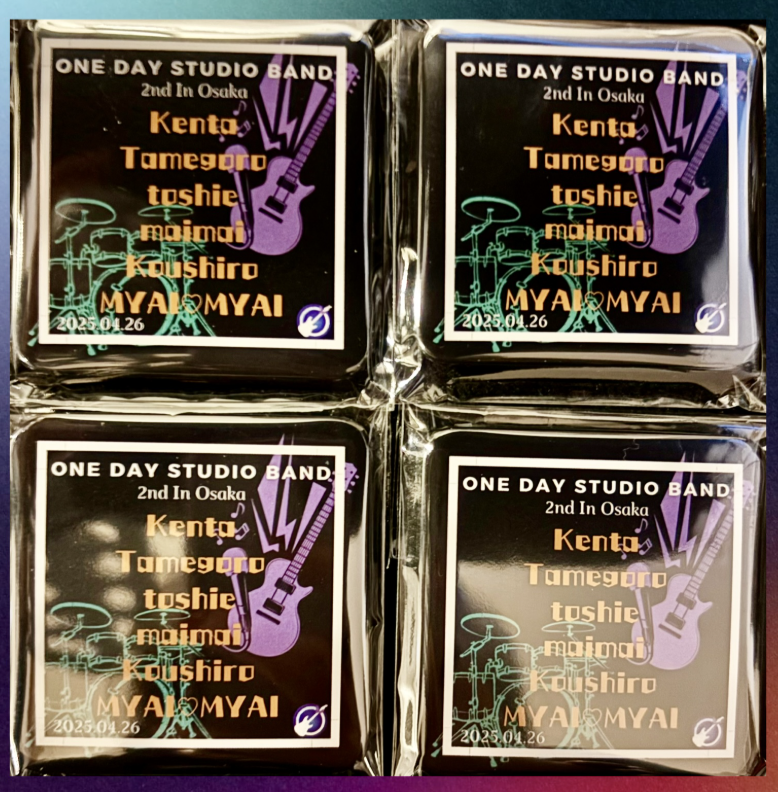 ONE DAY STUDIO BAND
2nd In Osaka
Kenta
Tamegoro
toshie
maimai
Koushiro
MYAI♡MYAI
2025.04.26
ONE DAY STUDIO BAND
2nd In Osaka
Kenta
Tamegoro
toshie
maimai
Koushiro
MYAI♡MYAI
2025.04.26
ONE DAY STUDIO BAND
2nd In Osaka
Kenta
Tamegoro
toshie
maimai
Koushiro
MYAI♡MYAI
2025.04.26
ONE DAY STUDIO BAND
2nd In Osaka
Kenta
Tamegoro
toshie
maimai
Koushiro
MYAI♡MYAI
2025.04.26